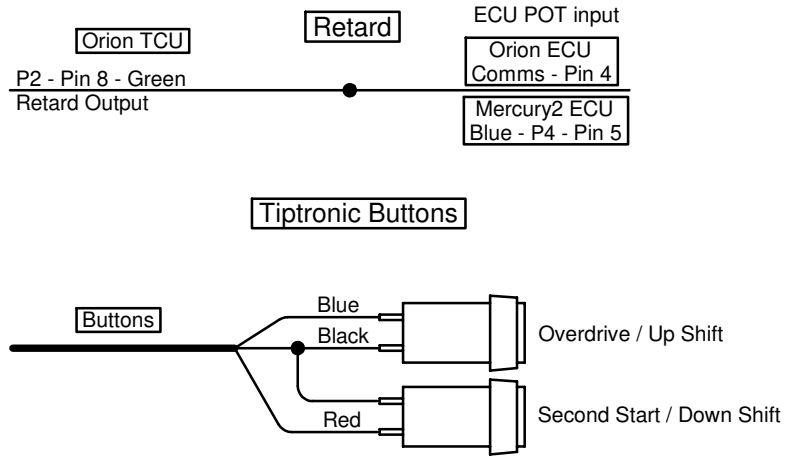 Retard
ECU POT input
Orion TCU
Orion ECU
Comms - Pin 4
P2 - Pin 8 - Green
Retard Output
Mercury2 ECU
Blue - P4 - Pin 5
Tiptronic Buttons
Buttons
Blue
Black
Overdrive / Up Shift
Red
Second Start / Down Shift